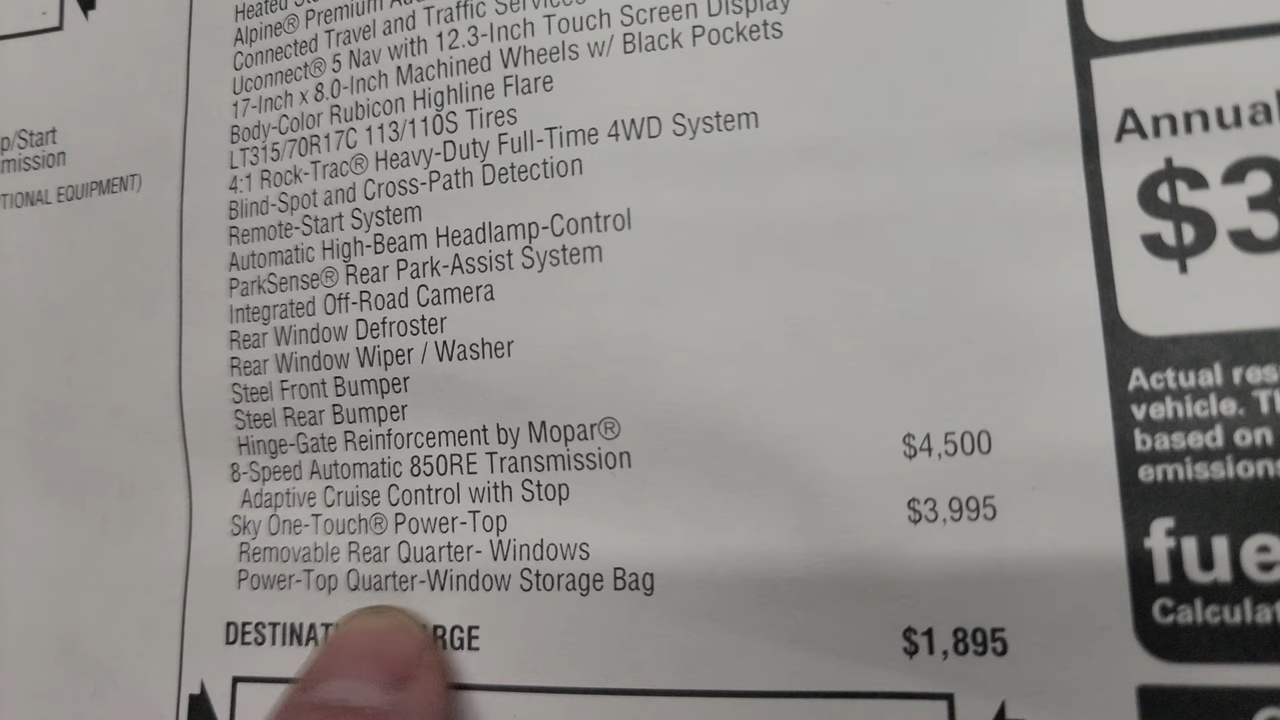 p/Start
mission
TIONAL EQUIPMENT)
Heated
Alpine® Premium
Connected Travel and Traffic Services
Uconnect® 5 Nav with 12.3-Inch Touch Screen Display
17-Inch x 8.0-Inch Machined Wheels w/ Black Pockets
Body-Color Rubicon Highline Flare
LT315/70R17C 113/110S Tires
4:1 Rock-Trac® Heavy-Duty Full-Time 4WD System
Blind-Spot and Cross-Path Detection
Remote-Start System
Automatic High-Beam Headlamp-Control
ParkSense® Rear Park-Assist System
Integrated Off-Road Camera
Rear Window Defroster
Rear Window Wiper / Washer
Steel Front Bumper
Steel Rear Bumper
Hinge-Gate Reinforcement by Mopar®
8-Speed Automatic 850RE Transmission $4,500
Adaptive Cruise Control with Stop
Sky One-Touch® Power-Top $3,995
Removable Rear Quarter- Windows
Power-Top Quarter-Window Storage Bag
DESTINAT RGE $1,895
Annual
$3
Actual res
vehicle. T
based on
emissions
fue
Calcula